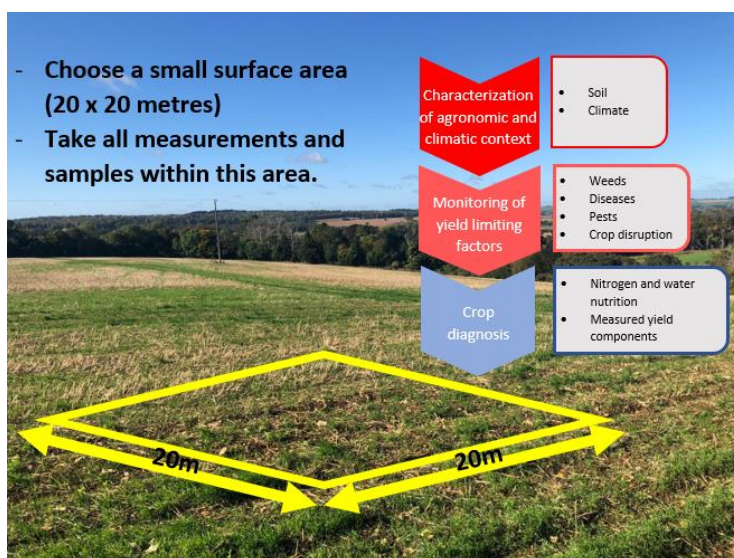 - Choose a small surface area
(20 x 20 metres)
- Take all measurements and
samples within this area.
Characterization
of agronomic and
climatic context
• Soil
• Climate
Monitoring of
yield limiting
factors
• Weeds
• Diseases
• Pests
• Crop disruption
Crop
diagnosis
• Nitrogen and water
nutrition
• Measured yield
components
20m
20m